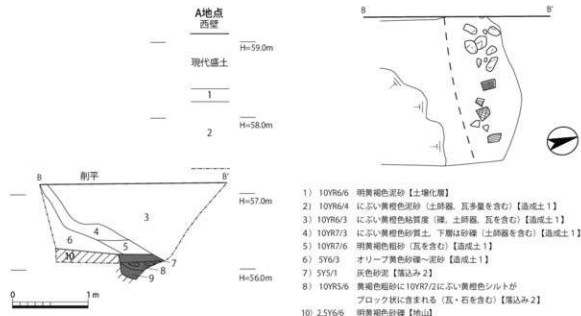 A地点
西壁
H=59.0m
現代盛土
1
H=58.0m
2
B
削平
B'
H=57.0m
3
4
5
6
7
10
8
9
H=56.0m
0
1 m
B
B'
1） 10YR6/6 明黄褐色泥砂【土壌化層】
2） 10YR6/4 にぶい黄橙色泥砂（土師器、瓦多量を含む）【造成土1】
3） 10YR6/3 にぶい黄橙色粘質度（礫、土師器、瓦を含む）【造成土1】
4） 10YR7/3 にぶい黄橙色砂質土、下層は砂礫（土師器を含む）【造成土1】
5） 10YR7/6 明黄褐色粗砂（瓦を含む）【造成土1】
6） 5Y6/3 オリーブ黄色砂礫～泥砂【造成土1】
7） 5Y5/1 灰色砂泥【落込み2】
8） 10YR5/6 黄褐色粗砂に10YR7/2にぶい黄橙色シルトが
ブロック状に含まれる（瓦・石を含む）【落込み2】
10） 2.5Y6/6 明黄褐色砂礫【地山】